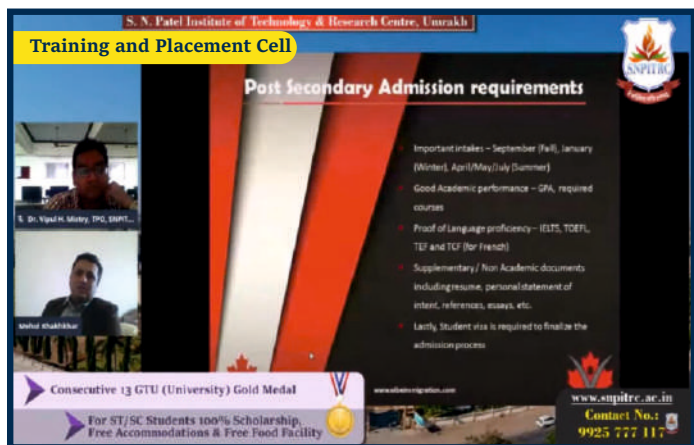 S. N. Patel Institute of Technology & Research Centre, Umrakh
Training and Placement Cell
SNPITRC
Post Secondary Admission requirements
Important intakes – September (Fall), January
(Winter), April/May/July (Summer)
Good Academic performance – GPA, required
courses
Proof of Language proficiency – IELTS, TOEFL,
TEF and TCF (for French)
Supplementary / Non Academic documents
including resume, personal statement of
intent, references, essays, etc.
Lastly, Student visa is required to finalize the
admission process
Dr. Vipul H. Mistry, TPO, SNPIT...
Khakhkhar
Consecutive 13 GTU (University) Gold Medal
For ST/SC Students 100% Scholarship,
Free Accommodations & Free Food Facility
www.snpitrc.ac.in
Contact No.:
9925 777 117